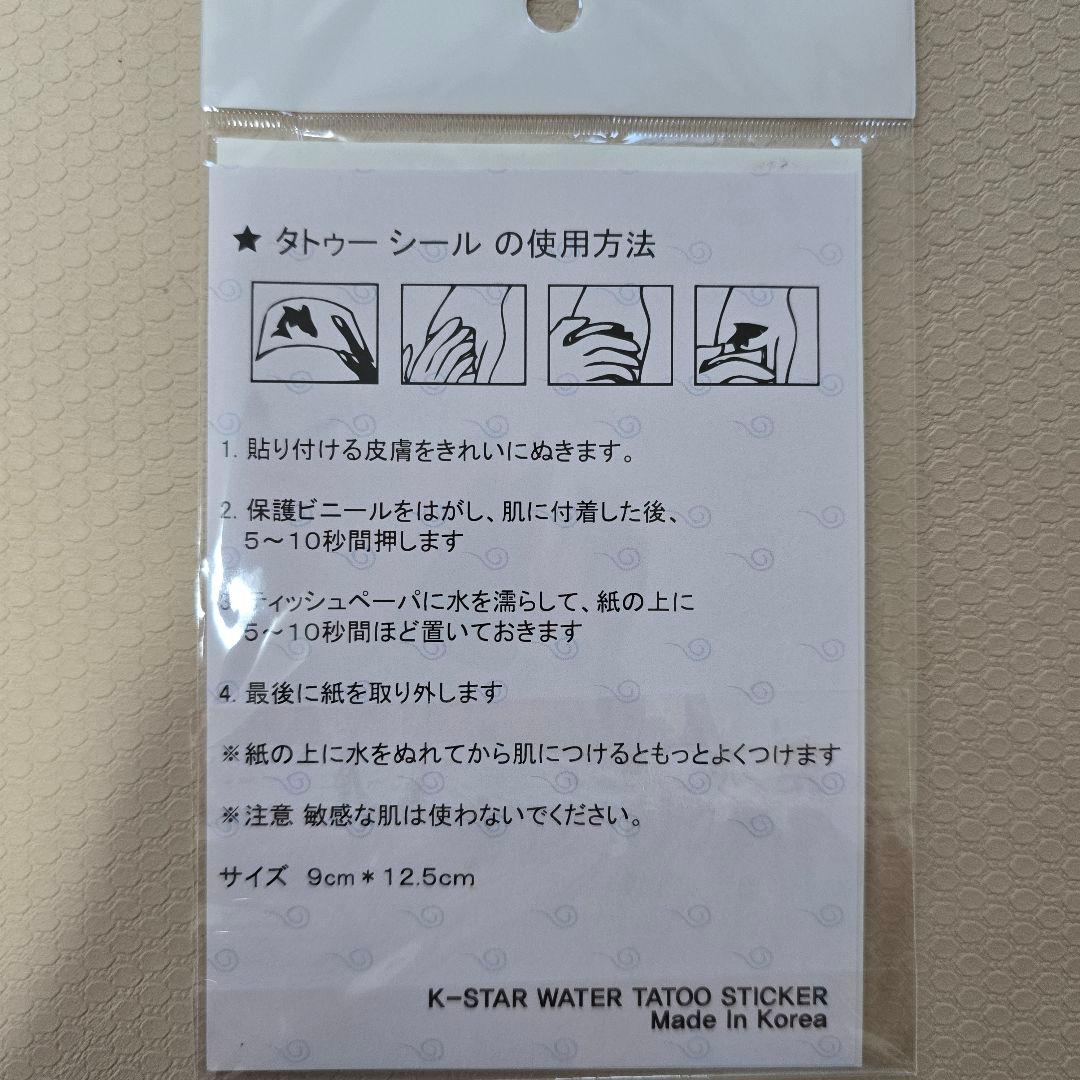 ★ タトゥー シール の使用方法
1. 貼り付ける皮膚をきれいにぬきます。
2. 保護ビニールをはがし、肌に付着した後、
5～10秒間押します
3. ティッシュペーパに水を濡らして、紙の上に
5～10秒間ほど置いておきます
4. 最後に紙を取り外します
※紙の上に水をぬれてから肌につけるともっとよくつけます
※注意 敏感な肌は使わないでください。
サイズ 9cm * 12.5cm
K-STAR WATER TATOO STICKER
Made In Korea